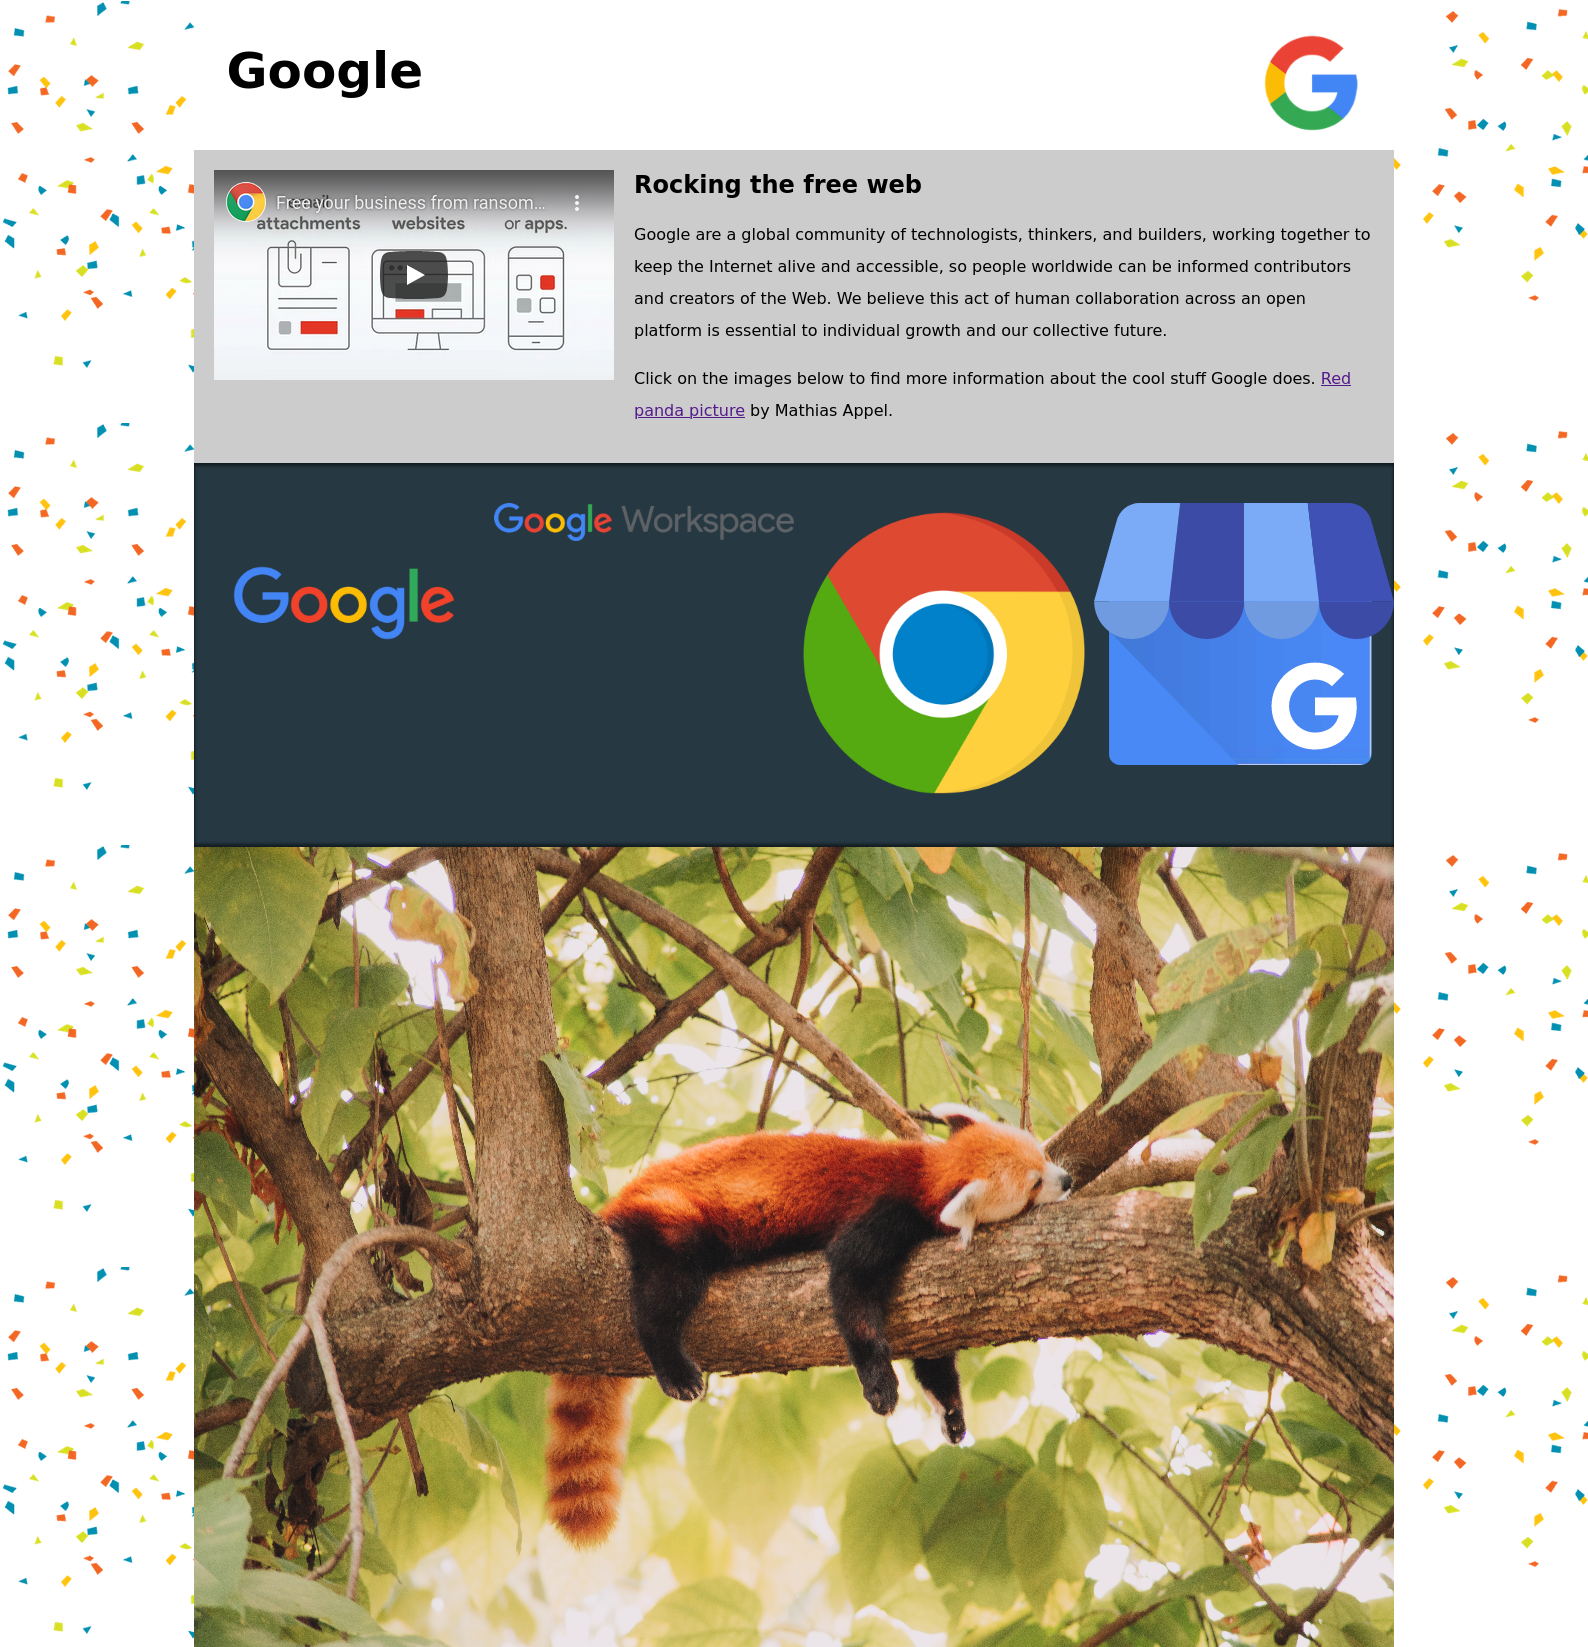 Google
Free your business from ransom...
email
attachments websites or apps.
Rocking the free web
Google are a global community of technologists, thinkers, and builders, working together to
keep the Internet alive and accessible, so people worldwide can be informed contributors
and creators of the Web. We believe this act of human collaboration across an open
platform is essential to individual growth and our collective future.
Click on the images below to find more information about the cool stuff Google does. Red
panda picture by Mathias Appel.
Google Workspace
Google
G